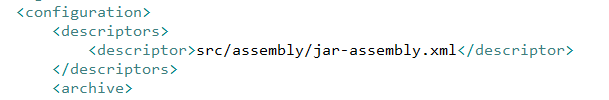 <configuration>
<descriptors>
<descriptor>src/assembly/jar-assembly.xml</descriptor>
</descriptors>
<archive>